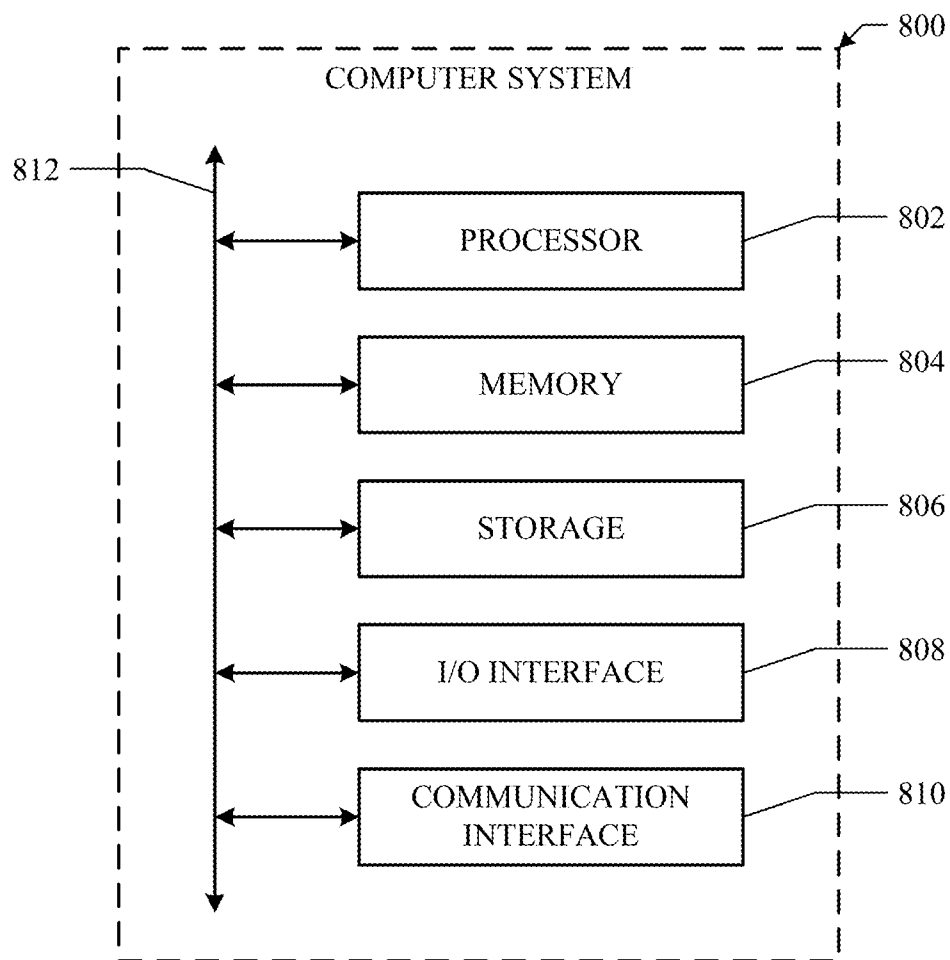 800
COMPUTER SYSTEM
812
PROCESSOR
802
MEMORY
804
STORAGE
806
I/O INTERFACE
808
COMMUNICATION
INTERFACE
810